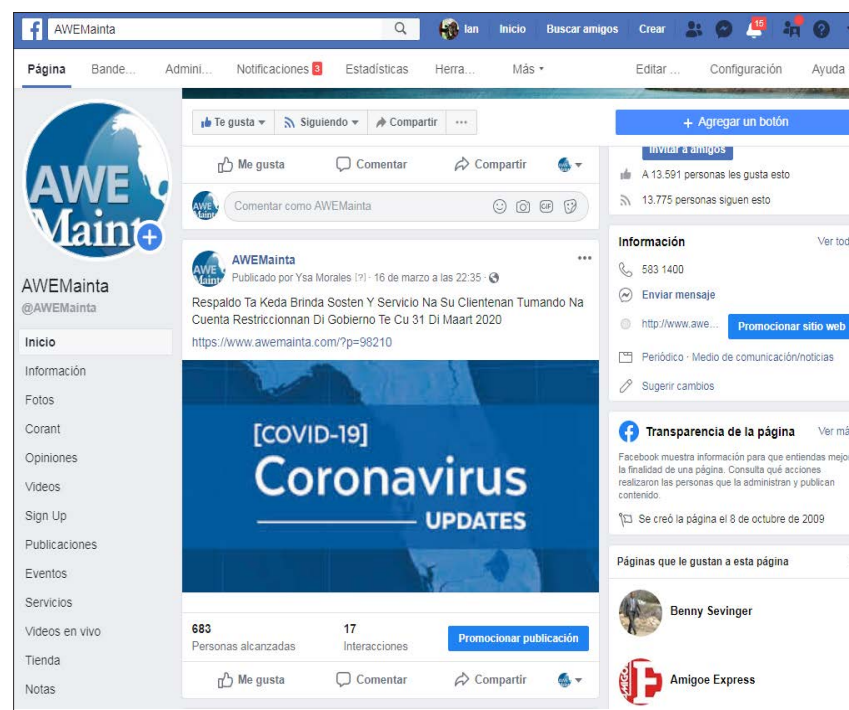 AWEMainta
Ian
Inicio
Buscar amigos
Crear
15
Página
Bande...
Admini...
Notificaciones 3
Estadísticas
Herra...
Más
Editar ...
Configuración
Ayuda
AWE
Mainta
AWEMainta
@AWEMainta
Inicio
Información
Fotos
Corant
Opiniones
Videos
Sign Up
Publicaciones
Eventos
Servicios
Videos en vivo
Tienda
Notas
Te gusta
Siguiendo
Compartir
...
Me gusta
Comentar
Compartir
Comentar como AWEMainta
GIF
AWEMainta
Publicado por Ysa Morales [?] · 16 de marzo a las 22:35 ·
Respaldo Ta Keda Brinda Sosten Y Servicio Na Su Clientenan Tumando Na
Cuenta Restriccionnan Di Gobierno Te Cu 31 Di Maart 2020
https://www.awemainta.com/?p=98210
[COVID-19]
Coronavirus
UPDATES
683
Personas alcanzadas
17
Interacciones
Promocionar publicación
Me gusta
Comentar
Compartir
+ Agregar un botón
Invitar a amigos
A 13.591 personas les gusta esto
13.775 personas siguen esto
Información
Ver tod
583 1400
Enviar mensaje
http://www.awe...
Promocionar sitio web
Periódico · Medio de comunicación/noticias
Sugerir cambios
Transparencia de la página
Ver má
Facebook muestra información para que entiendas mejor
la finalidad de una página. Consulta qué acciones
realizaron las personas que la administran y publican
contenido.
Se creó la página el 8 de octubre de 2009
Páginas que le gustan a esta página
Benny Sevinger
Amigoe Express